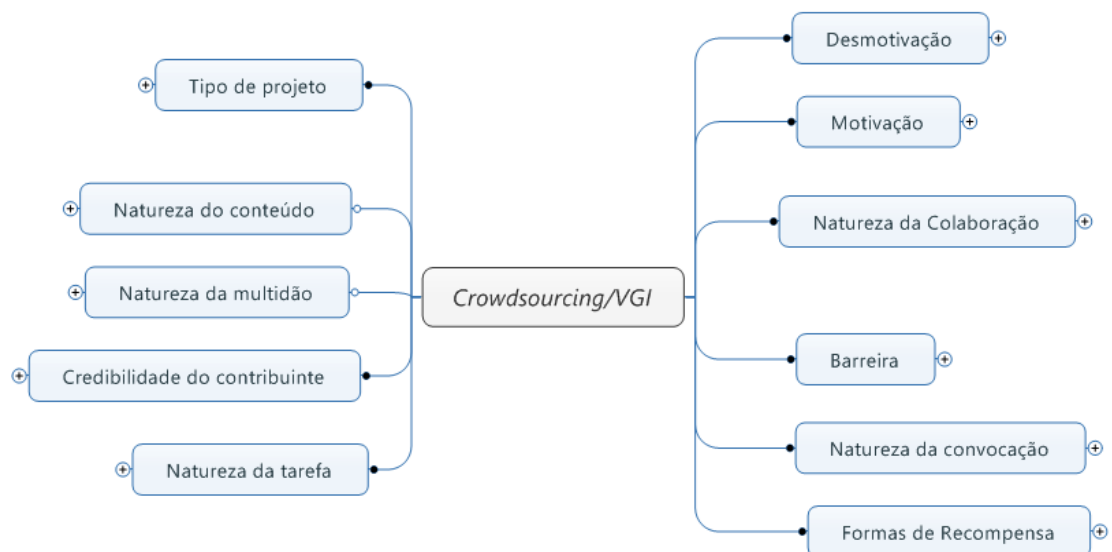 Tipo de projeto
Natureza do conteúdo
Natureza da multidão
Credibilidade do contribuinte
Natureza da tarefa
Crowdsourcing/VGI
Desmotivação
Motivação
Natureza da Colaboração
Barreira
Natureza da convocação
Formas de Recompensa